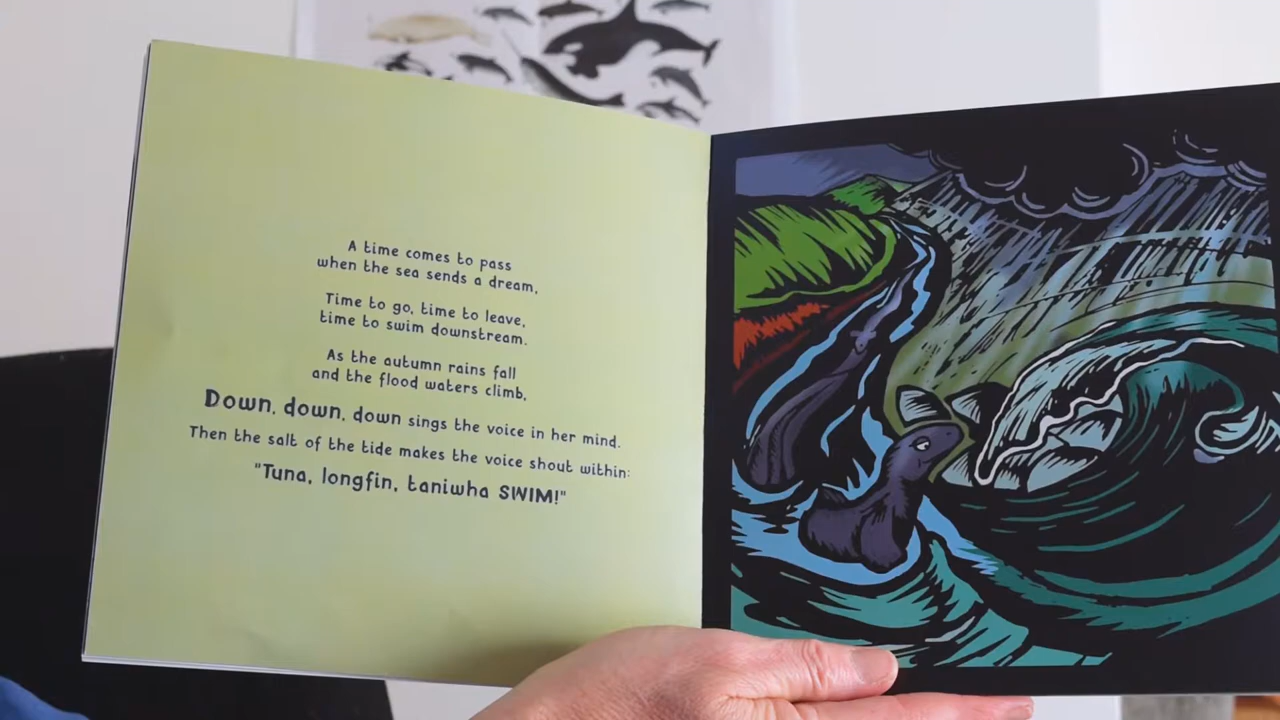 A time comes to pass
when the sea sends a dream,
Time to go, time to leave,
time to swim downstream.
As the autumn rains fall
and the flood waters climb,
Down, down, down sings the voice in her mind.
Then the salt of the tide makes the voice shout within:
"Tuna, longfin, taniwha SWIM!"